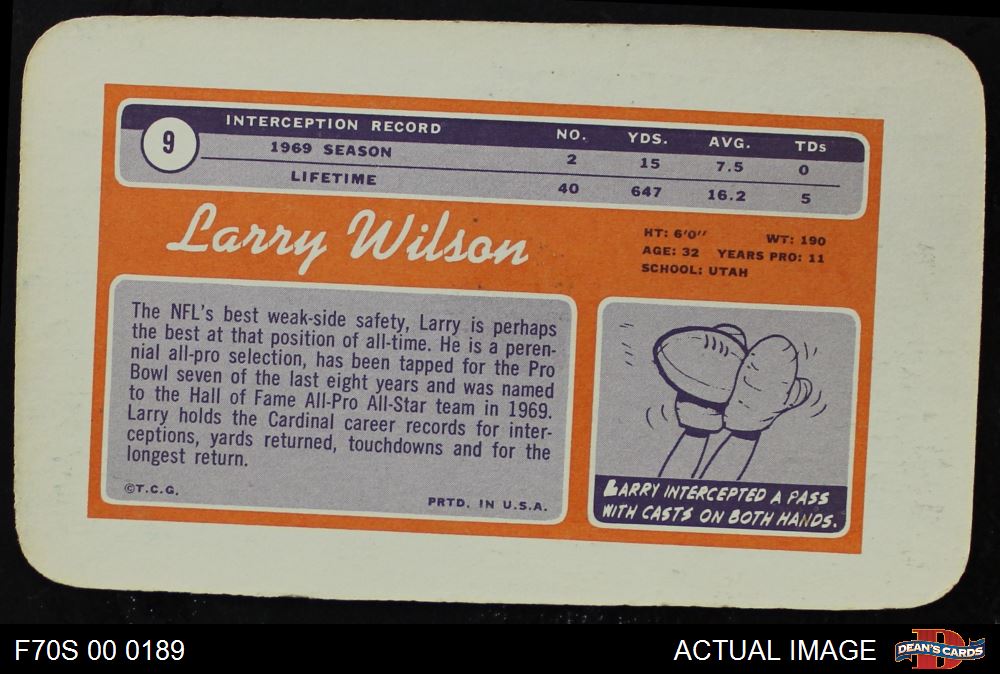 9
INTERCEPTION RECORD NO. YDS. AVG. TDs
1969 SEASON 2 15 7.5 0
LIFETIME 40 647 16.2 5
Larry Wilson
HT: 6'0" WT: 190
AGE: 32 YEARS PRO: 11
SCHOOL: UTAH
The NFL's best weak-side safety, Larry is perhaps
the best at that position of all-time. He is a peren-
nial all-pro selection, has been tapped for the Pro
Bowl seven of the last eight years and was named
to the Hall of Fame All-Pro All-Star team in 1969.
Larry holds the Cardinal career records for inter-
ceptions, yards returned, touchdowns and for the
longest return.
©T.C.G. PRTD. IN U.S.A.
LARRY INTERCEPTED A PASS
WITH CASTS ON BOTH HANDS.
F70S 00 0189 ACTUAL IMAGE D DEAN'S CARDS